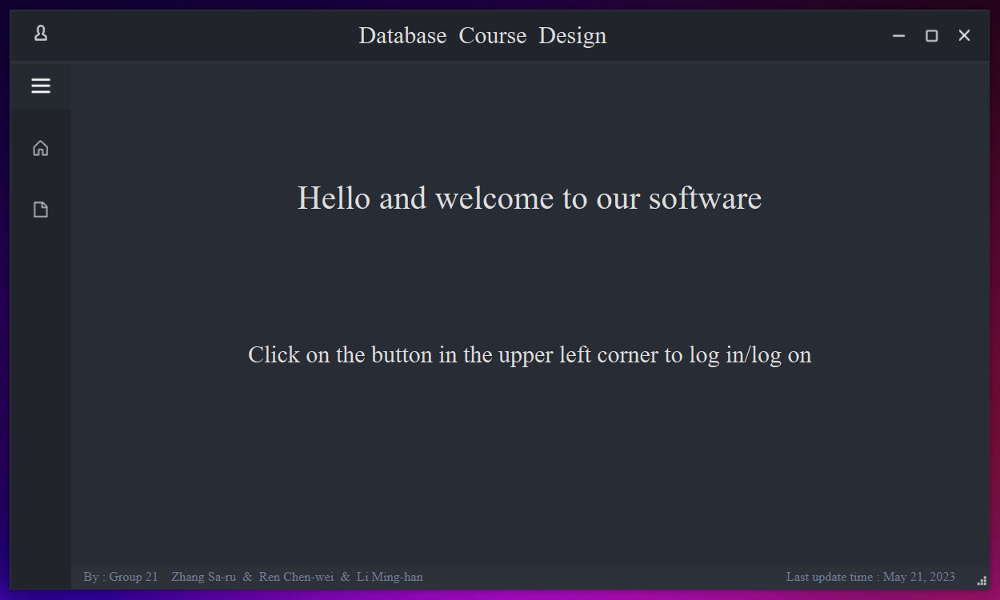 Database Course Design
Hello and welcome to our software
Click on the button in the upper left corner to log in/log on
By : Group 21 Zhang Sa-ru & Ren Chen-wei & Li Ming-han
Last update time : May 21, 2023